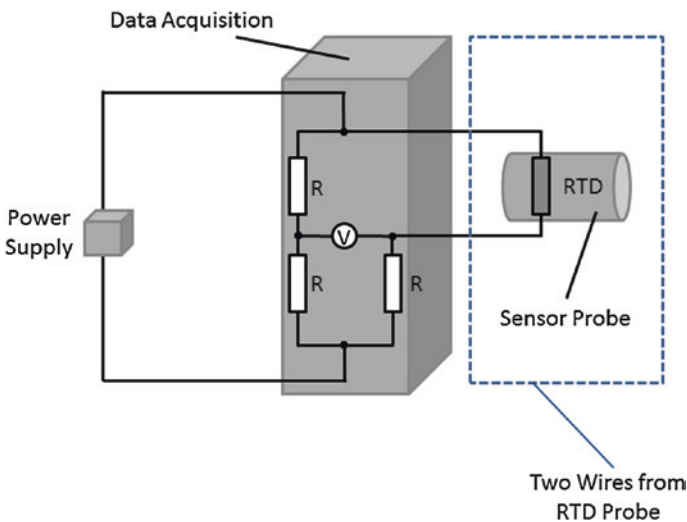 Data Acquisition
R
RTD
Power
Supply
V
R
R
Sensor Probe
Two Wires from
RTD Probe